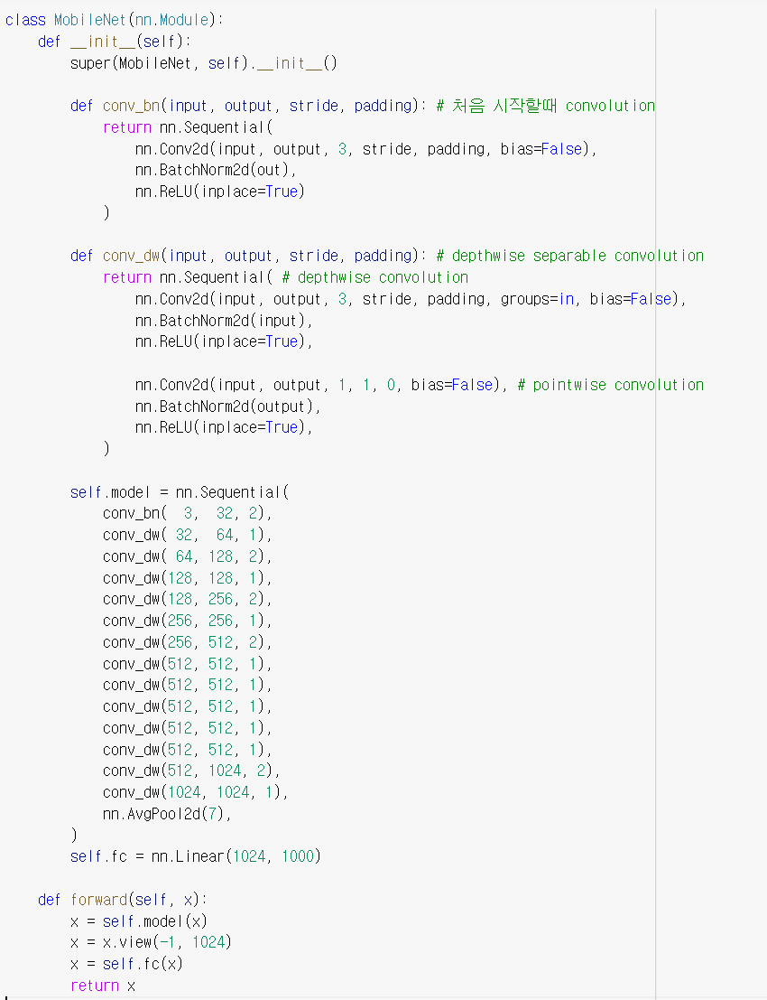 class MobileNet(nn.Module):
    def __init__(self):
        super(MobileNet, self).__init__()

        def conv_bn(input, output, stride, padding): # 처음 시작할때 convolution
            return nn.Sequential(
                nn.Conv2d(input, output, 3, stride, padding, bias=False),
                nn.BatchNorm2d(out),
                nn.ReLU(inplace=True)
            )

        def conv_dw(input, output, stride, padding): # depthwise separable convolution
            return nn.Sequential( # depthwise convolution
                nn.Conv2d(input, output, 3, stride, padding, groups=in, bias=False),
                nn.BatchNorm2d(input),
                nn.ReLU(inplace=True),

                nn.Conv2d(input, output, 1, 1, 0, bias=False), # pointwise convolution
                nn.BatchNorm2d(output),
                nn.ReLU(inplace=True),
            )

        self.model = nn.Sequential(
            conv_bn(  3,  32, 2),
            conv_dw( 32,  64, 1),
            conv_dw( 64, 128, 2),
            conv_dw(128, 128, 1),
            conv_dw(128, 256, 2),
            conv_dw(256, 256, 1),
            conv_dw(256, 512, 2),
            conv_dw(512, 512, 1),
            conv_dw(512, 512, 1),
            conv_dw(512, 512, 1),
            conv_dw(512, 512, 1),
            conv_dw(512, 512, 1),
            conv_dw(512, 1024, 2),
            conv_dw(1024, 1024, 1),
            nn.AvgPool2d(7),
        )
        self.fc = nn.Linear(1024, 1000)

    def forward(self, x):
        x = self.model(x)
        x = x.view(-1, 1024)
        x = self.fc(x)
        return x